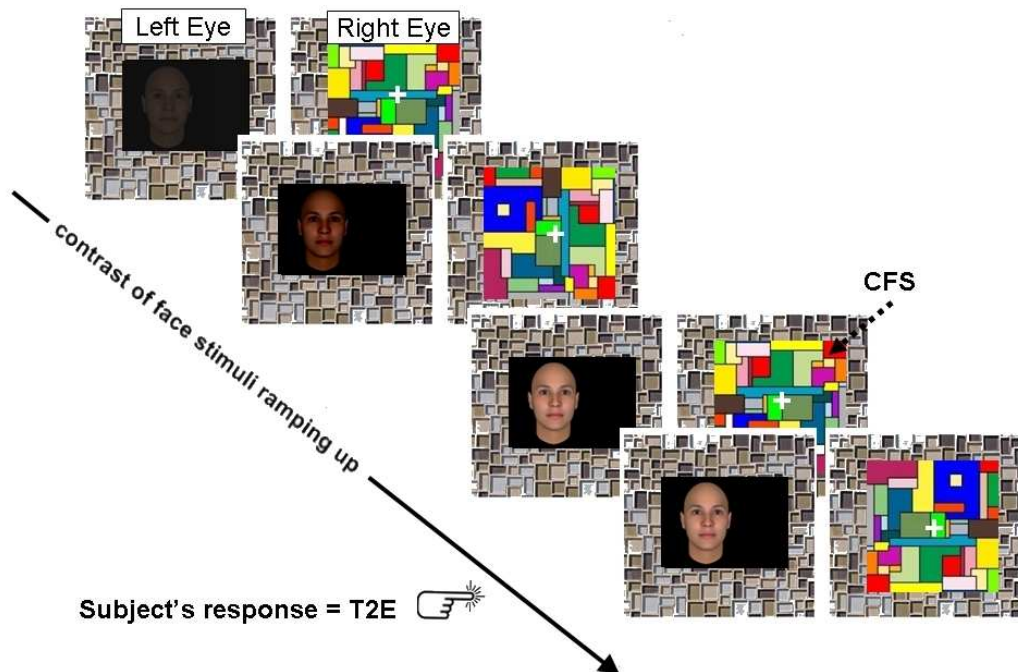 Left Eye
Right Eye
contrast of face stimuli ramping up
CFS
Subject's response = T2E